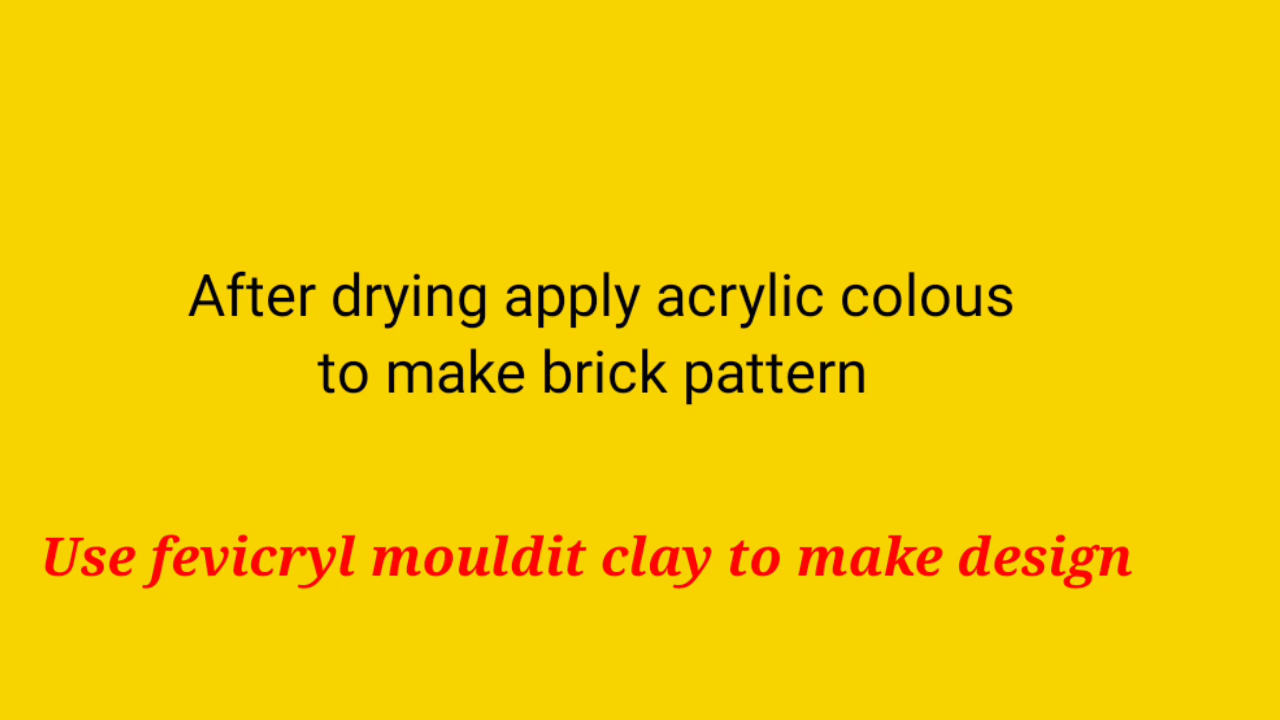 After drying apply acrylic colous
to make brick pattern
Use fevicryl mouldit clay to make design